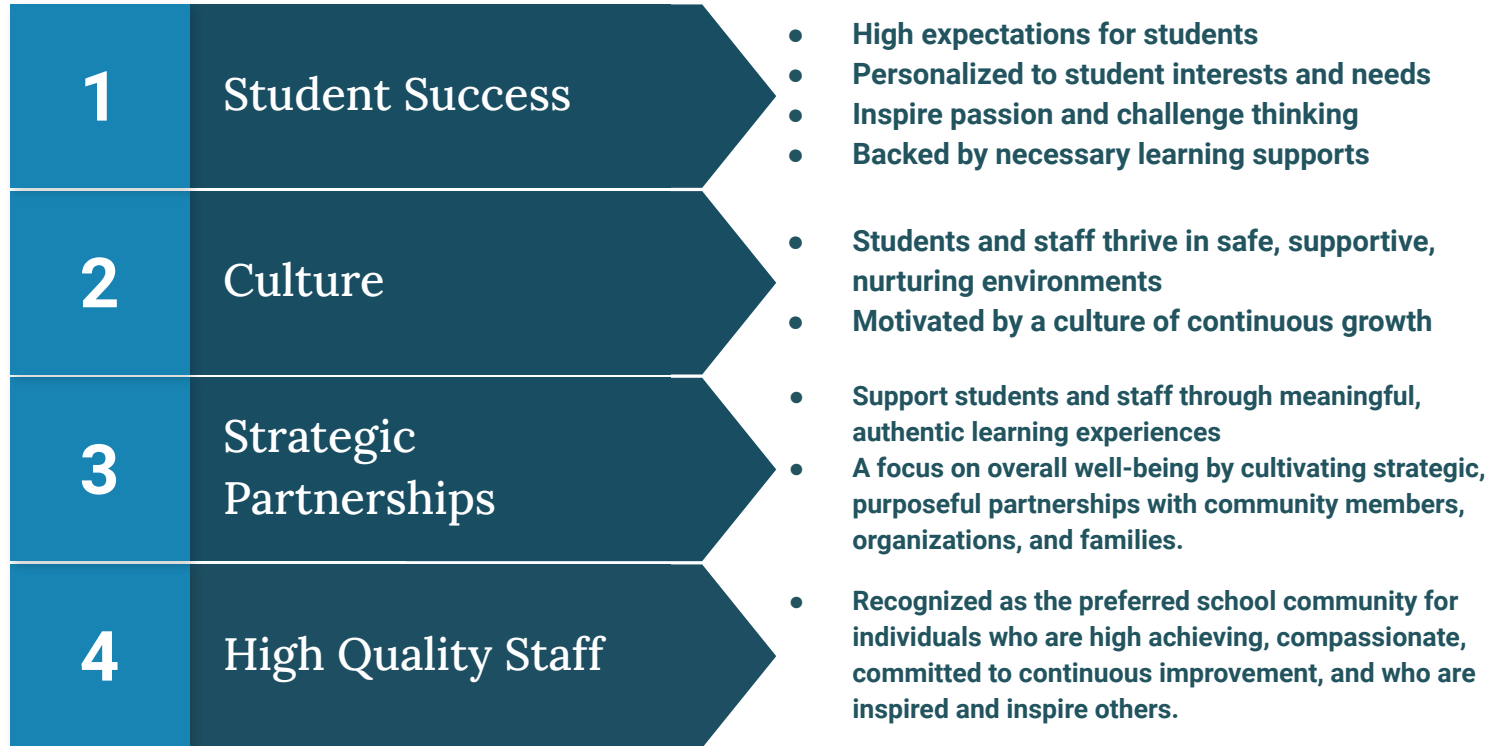 1
Student Success
● High expectations for students
● Personalized to student interests and needs
● Inspire passion and challenge thinking
● Backed by necessary learning supports
2
Culture
● Students and staff thrive in safe, supportive,
nurturing environments
● Motivated by a culture of continuous growth
3
Strategic
Partnerships
● Support students and staff through meaningful,
authentic learning experiences
● A focus on overall well-being by cultivating strategic,
purposeful partnerships with community members,
organizations, and families.
4
High Quality Staff
● Recognized as the preferred school community for
individuals who are high achieving, compassionate,
committed to continuous improvement, and who are
inspired and inspire others.